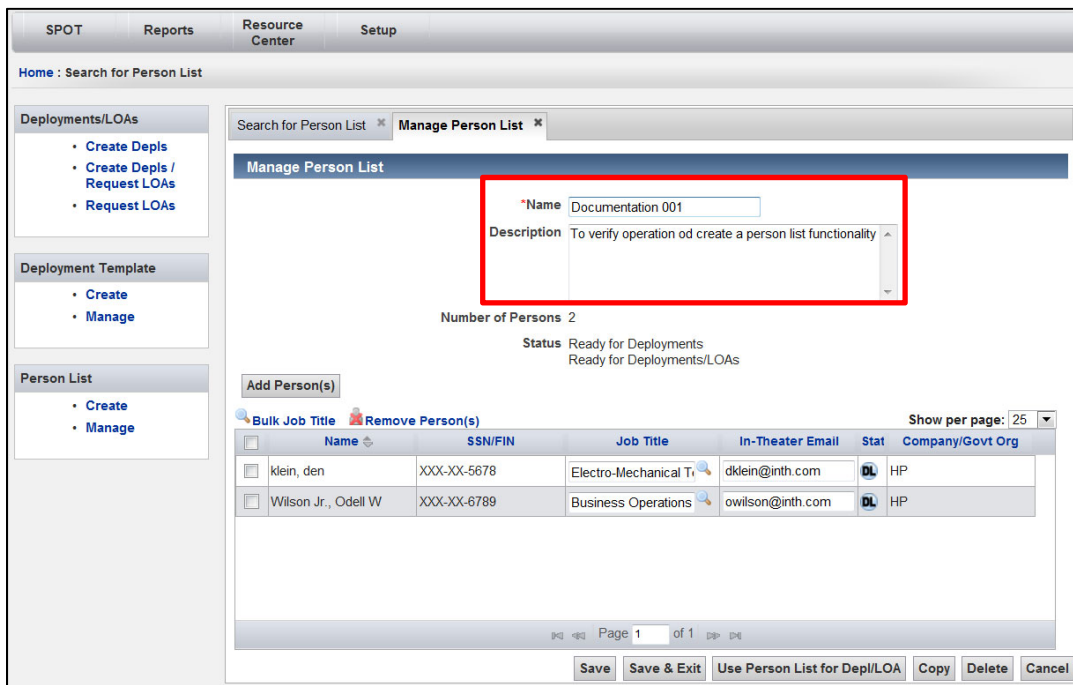 SPOT Reports Resource Center Setup
Home : Search for Person List
Deployments/LOAs
• Create Depls
• Create Depls /
Request LOAs
• Request LOAs
Deployment Template
• Create
• Manage
Person List
• Create
• Manage
Search for Person List Manage Person List
Manage Person List
*Name Documentation 001
Description To verify operation od create a person list functionality
Number of Persons 2
Status Ready for Deployments
Ready for Deployments/LOAs
Add Person(s)
Bulk Job Title Remove Person(s) Show per page: 25
Name SSN/FIN Job Title In-Theater Email Stat Company/Govt Org
klein, den XXX-XX-5678 Electro-Mechanical dklein@inth.com DL HP
Wilson Jr., Odell W XXX-XX-6789 Business Operations owilson@inth.com DL HP
Page 1 of 1
Save Save & Exit Use Person List for Depl/LOA Copy Delete Cancel